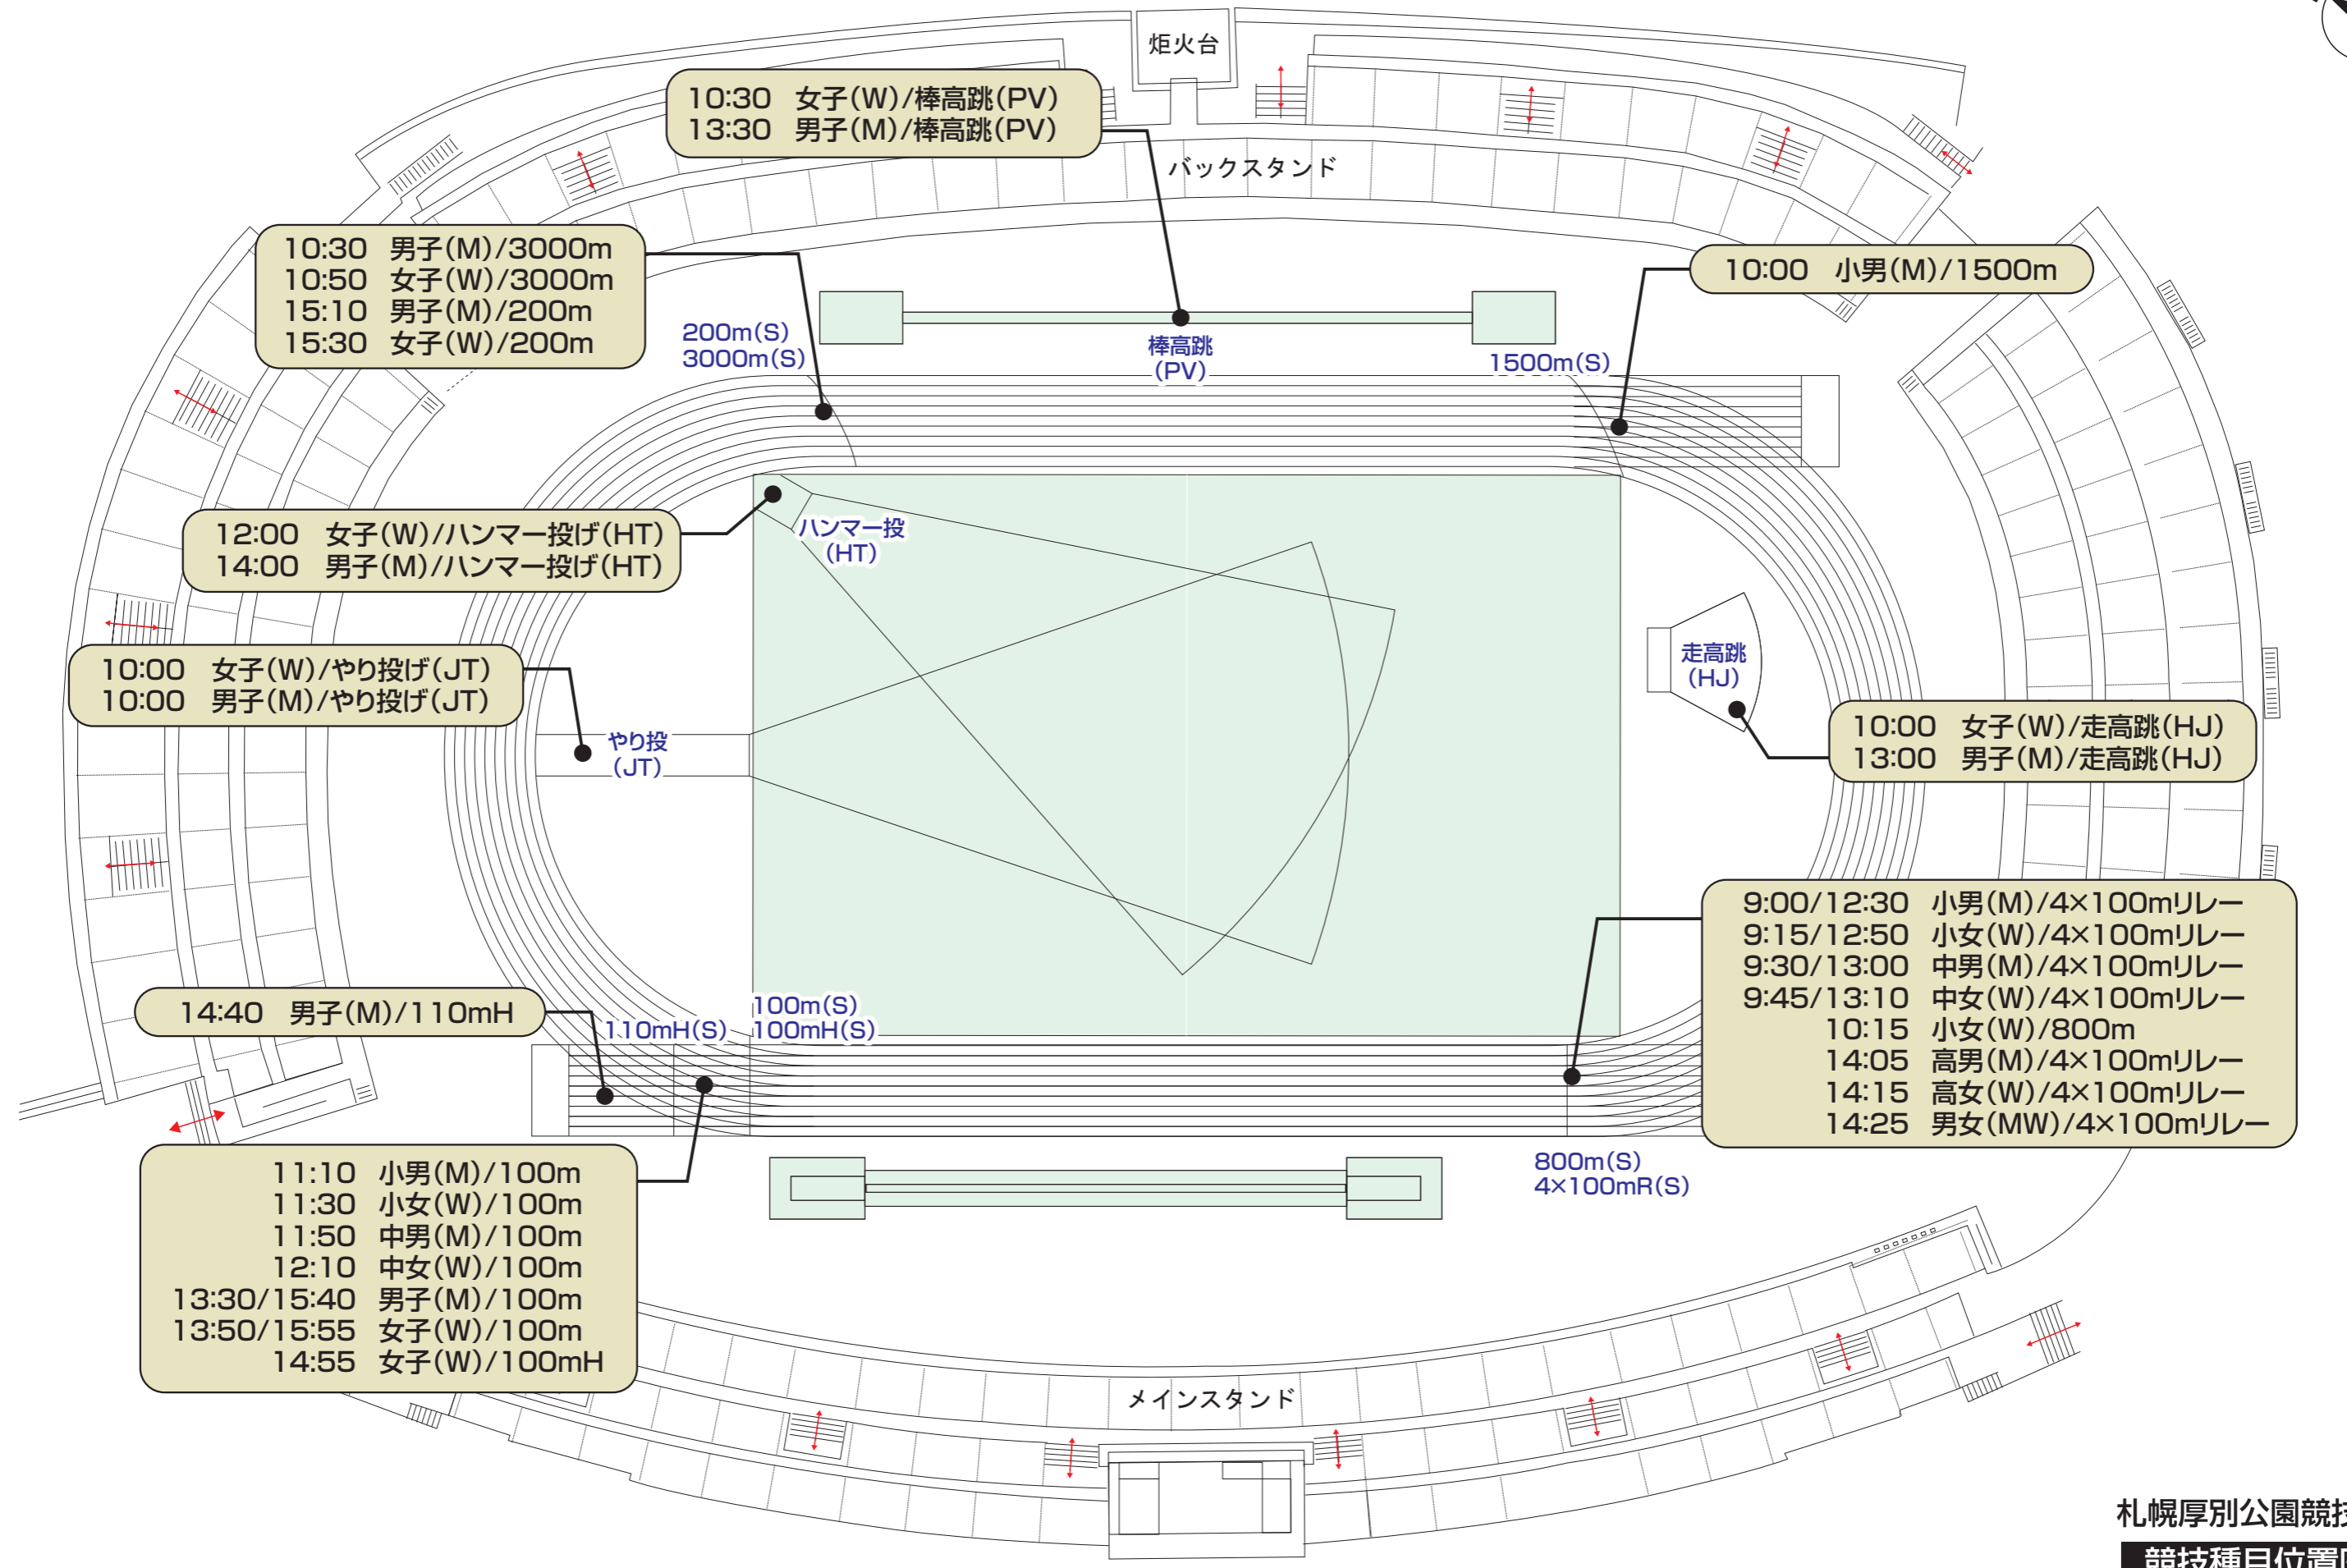 炬火台
10:30 女子(W)/棒高跳(PV)
13:30 男子(M)/棒高跳(PV)
バックスタンド
10:30 男子(M)/3000m
10:50 女子(W)/3000m
15:10 男子(M)/200m
15:30 女子(W)/200m
10:00 小男(M)/1500m
200m(S)
3000m(S)
棒高跳
(PV)
1500m(S)
12:00 女子(W)/ハンマー投げ(HT)
14:00 男子(M)/ハンマー投げ(HT)
ハンマー投
(HT)
10:00 女子(W)/やり投げ(JT)
10:00 男子(M)/やり投げ(JT)
やり投
(JT)
走高跳
(HJ)
10:00 女子(W)/走高跳(HJ)
13:00 男子(M)/走高跳(HJ)
9:00/12:30 小男(M)/4×100mリレー
9:15/12:50 小女(W)/4×100mリレー
9:30/13:00 中男(M)/4×100mリレー
9:45/13:10 中女(W)/4×100mリレー
10:15 小女(W)/800m
14:05 高男(M)/4×100mリレー
14:15 高女(W)/4×100mリレー
14:25 男女(MW)/4×100mリレー
14:40 男子(M)/110mH
110mH(S)
100m(S)
100mH(S)
11:10 小男(M)/100m
11:30 小女(W)/100m
11:50 中男(M)/100m
12:10 中女(W)/100m
13:30/15:40 男子(M)/100m
13:50/15:55 女子(W)/100m
14:55 女子(W)/100mH
800m(S)
4×100mR(S)
メインスタンド
札幌厚別公園競技
競技種目位置